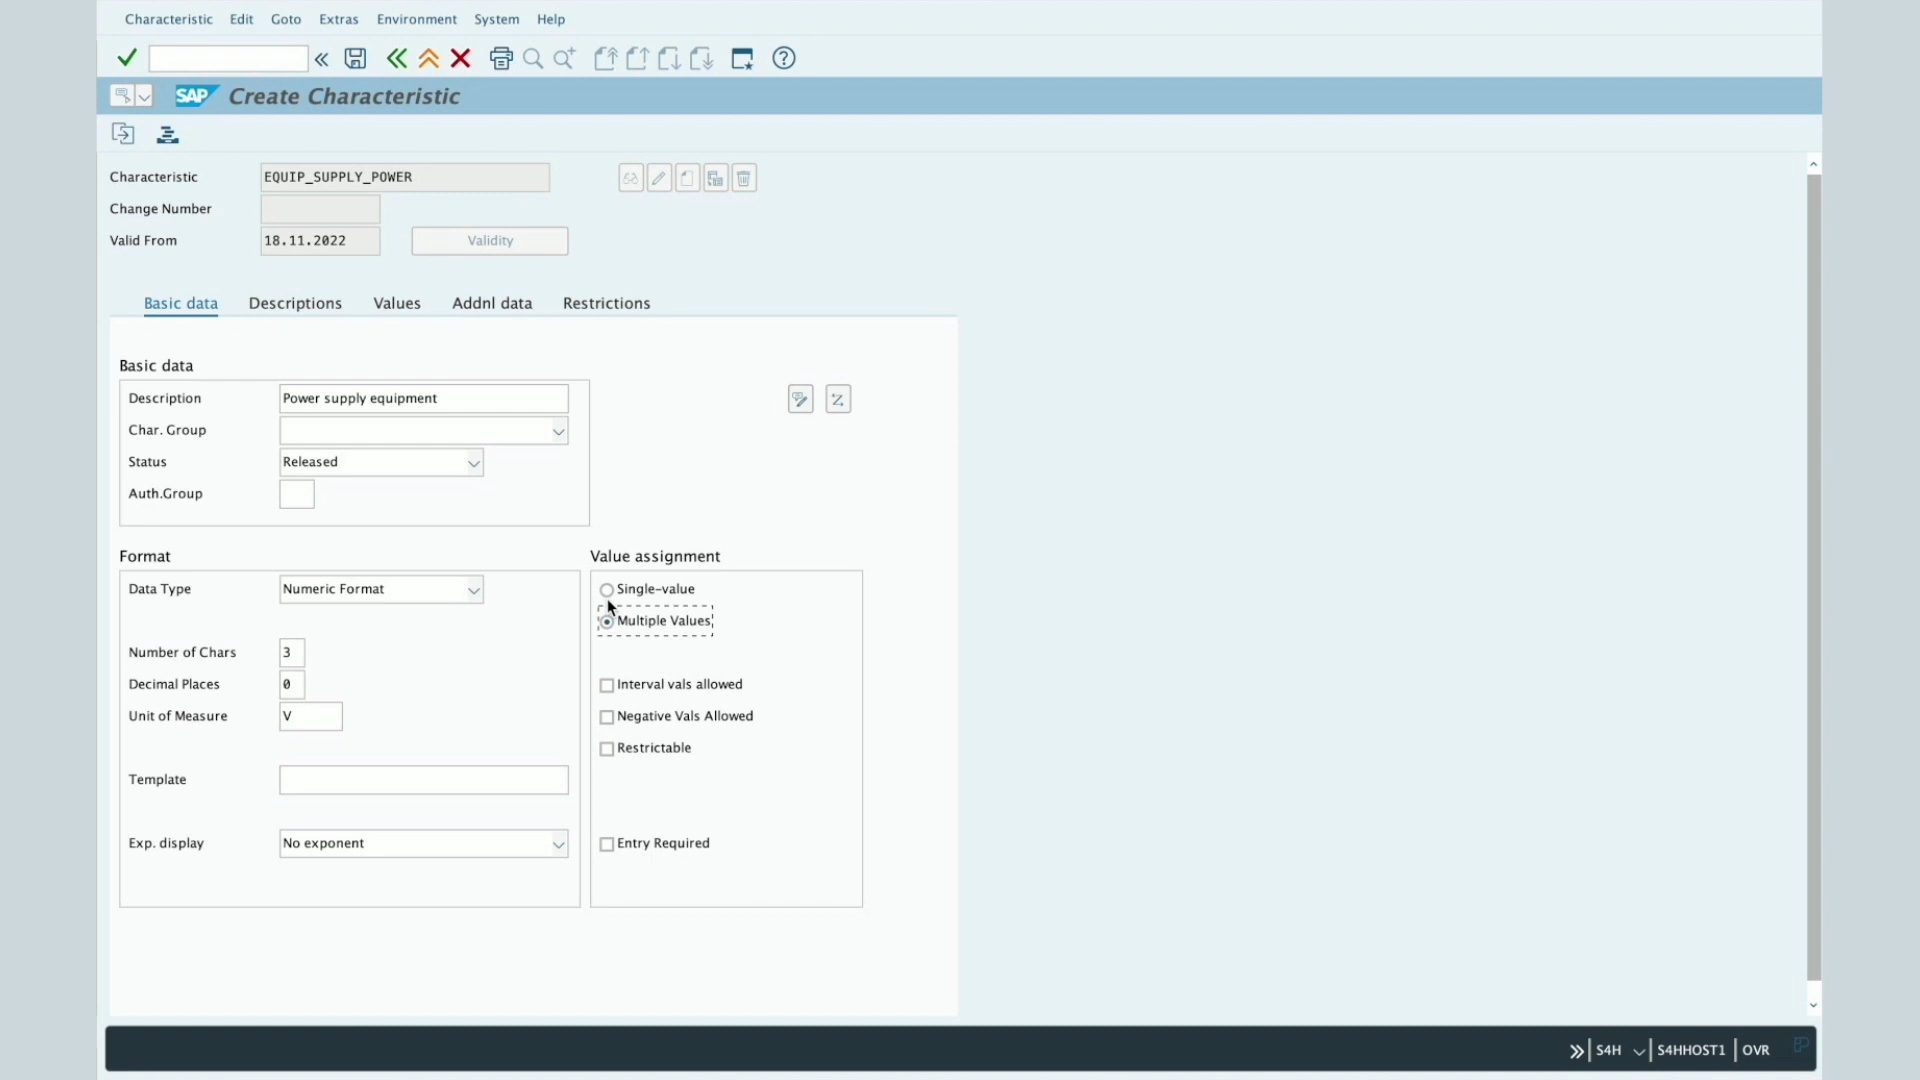 Characteristic Edit Goto Extras Environment System Help
SAP Create Characteristic
Characteristic EQUIP_SUPPLY_POWER
Change Number
Valid From 18.11.2022 Validity
Basic data Descriptions Values Addnl data Restrictions
Basic data
Description Power supply equipment
Char. Group
Status Released
Auth.Group
Format Value assignment
Data Type Numeric Format Single-value
Multiple Values
Number of Chars 3
Decimal Places 0 Interval vals allowed
Unit of Measure V Negative Vals Allowed
Restrictable
Template
Exp. display No exponent Entry Required
S4H S4HHOST1 OVR